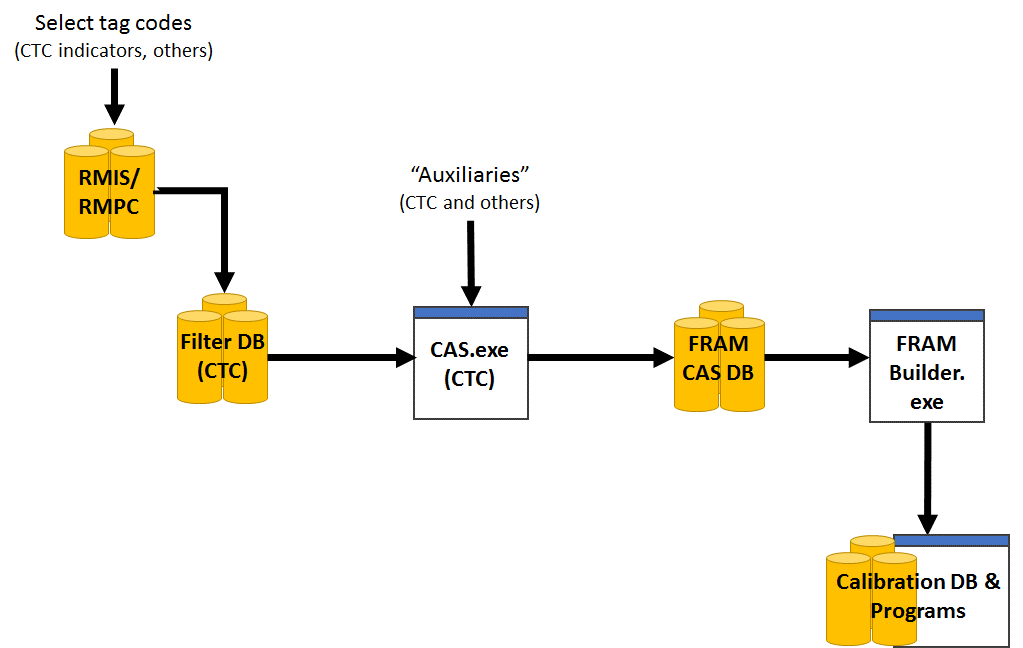 Select tag codes
(CTC indicators, others)
RMIS/
RMPC
“Auxiliaries”
(CTC and others)
Filter DB
(CTC)
CAS.exe
(CTC)
FRAM
CAS DB
FRAM
Builder.
exe
Calibration DB &
Programs